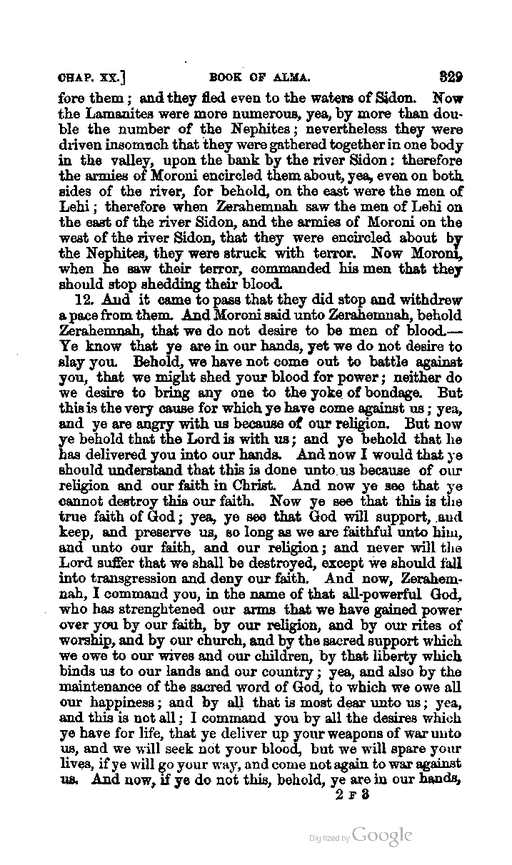 CHAP. XX.] BOOK OF ALMA. 329
fore them; and they fled even to the waters of Sidon. Now
the Lamanites were more numerous, yea, by more than dou-
ble the number of the Nephites; nevertheless they were
driven insomuch that they were gathered together in one body
in the valley, upon the bank by the river Sidon: therefore
the armies of Moroni encircled them about, yea, even on both
sides of the river, for behold, on the east were the men of
Lehi; therefore when Zerahemnah saw the men of Lehi on
the east of the river Sidon, and the armies of Moroni on the
west of the river Sidon, that they were encircled about by
the Nephites, they were struck with terror. Now Moroni,
when he saw their terror, commanded his men that they
should stop shedding their blood.
12. And it came to pass that they did stop and withdrew
a pace from them. And Moroni said unto Zerahemnah, behold
Zerahemnah, that we do not desire to be men of blood.—
Ye know that ye are in our hands, yet we do not desire to
slay you. Behold, we have not come out to battle against
you, that we might shed your blood for power; neither do
we desire to bring any one to the yoke of bondage. But
this is the very cause for which ye have come against us; yea,
and ye are angry with us because of our religion. But now
ye behold that the Lord is with us; and ye behold that he
has delivered you into our hands. And now I would that ye
should understand that this is done unto us because of our
religion and our faith in Christ. And now ye see that ye
cannot destroy this our faith. Now ye see that this is the
true faith of God; yea, ye see that God will support, and
keep, and preserve us, so long as we are faithful unto him,
and unto our faith, and our religion; and never will the
Lord suffer that we shall be destroyed, except we should fall
into transgression and deny our faith. And now, Zerahem-
nah, I command you, in the name of that all-powerful God,
who has strenghtened our arms that we have gained power
over you by our faith, by our religion, and by our rites of
worship, and by our church, and by the sacred support which
we owe to our wives and our children, by that liberty which
binds us to our lands and our country; yea, and also by the
maintenance of the sacred word of God, to which we owe all
our happiness; and by all that is most dear unto us; yea,
and this is not all; I command you by all the desires which
ye have for life, that ye deliver up your weapons of war unto
us, and we will seek not your blood, but we will spare your
lives, if ye will go your way, and come not again to war against
us. And now, if ye do not this, behold, ye are in our hands,
2 F 3
Digitized by Google